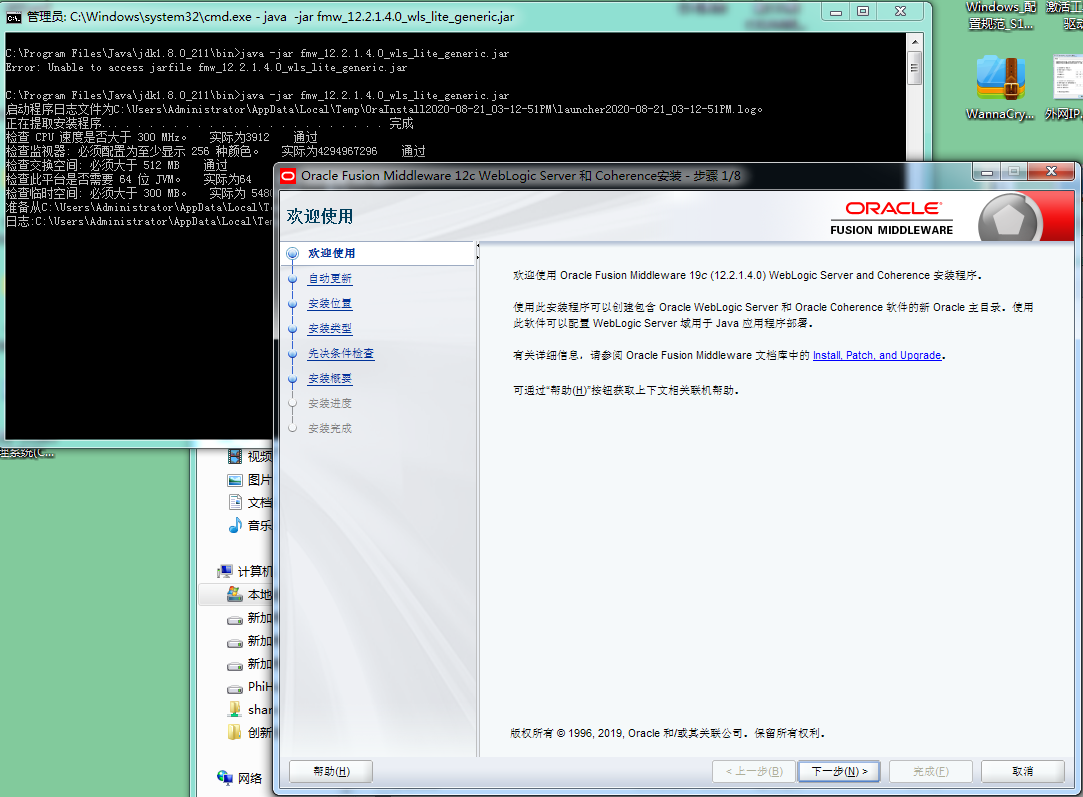 管理员: C:\Windows\system32\cmd.exe - java -jar fmw_12.2.1.4.0_wls_lite_generic.jar
C:\Program Files\Java\jdk1.8.0_211\bin>java -jar fmw_12.2.1.4.0_wls_lite_generic.jar
Error: Unable to access jarfile fmw_12.2.1.4.0_wls_lite_generic.jar
C:\Program Files\Java\jdk1.8.0_211\bin>java -jar fmw_12.2.1.4.0_wls_lite_generic.jar
启动程序日志文件为C:\Users\Administrator\AppData\Local\Temp\OraInstall2020-08-21_03-12-51PM\launcher2020-08-21_03-12-51PM.log。
正在提取安装程序. . . . . . . . . . . . . . . . . . . . . . . 完成
检查 CPU 速度是否大于 300 MHz。 实际为3912 通过
检查监视器: 必须配置为至少显示 256 种颜色。 实际为4294967296 通过
检查交换空间: 必须大于 512 MB 通过
检查此平台是否需要 64 位 JVM。 实际为64
检查临时空间: 必须大于 300 MB。 实际为 5480
准备从C:\Users\Administrator\AppData\Local\Te
日志:C:\Users\Administrator\AppData\Local\Te
Windows_配
置规范_S1...
激活工
驱动
WannaCry...
外网IP.
理系统(C...
视频
图片
文档
音乐
计算机
本地
新加
新加
新加
PhiH
shar
创新
网络
Oracle Fusion Middleware 12c WebLogic Server 和 Coherence安装 - 步骤 1/8
欢迎使用
ORACLE®
FUSION MIDDLEWARE
欢迎使用
自动更新
安装位置
安装类型
先决条件检查
安装概要
安装进度
安装完成
欢迎使用 Oracle Fusion Middleware 19c (12.2.1.4.0) WebLogic Server and Coherence 安装程序。
使用此安装程序可以创建包含 Oracle WebLogic Server 和 Oracle Coherence 软件的新 Oracle 主目录。使用
此软件可以配置 WebLogic Server 域用于 Java 应用程序部署。
有关详细信息，请参阅 Oracle Fusion Middleware 文档库中的 Install, Patch, and Upgrade。
可通过“帮助(H)”按钮获取上下文相关联机帮助。
版权所有 © 1996, 2019, Oracle 和/或其关联公司。保留所有权利。
帮助(H)
< 上一步(B)
下一步(N) >
完成(F)
取消